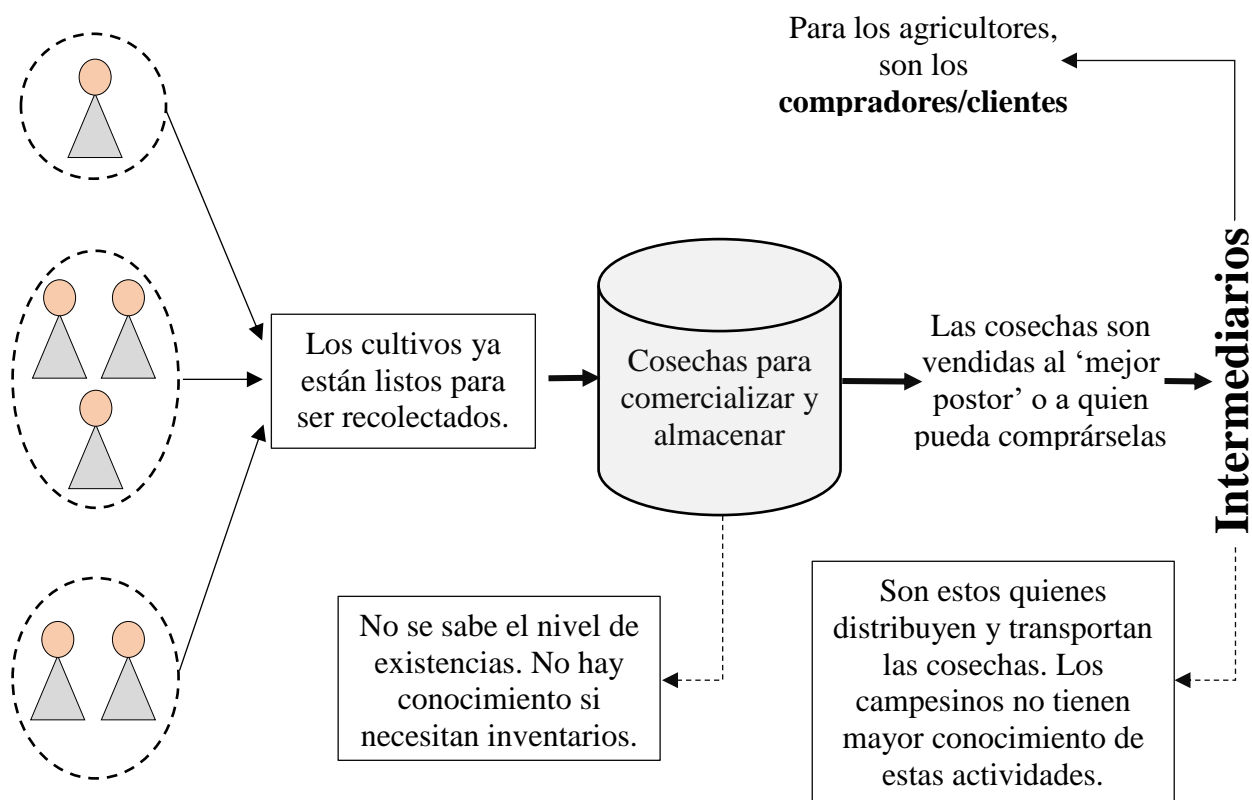 Para los agricultores,
son los
compradores/clientes
Los cultivos ya
están listos para
ser recolectados.
Cosechas para
comercializar y
almacenar
Las cosechas son
vendidas al ‘mejor
postor’ o a quien
pueda comprárselas
Intermediarios
No se sabe el nivel de
existencias. No hay
conocimiento si
necesitan inventarios.
Son estos quienes
distribuyen y transportan
las cosechas. Los
campesinos no tienen
mayor conocimiento de
estas actividades.